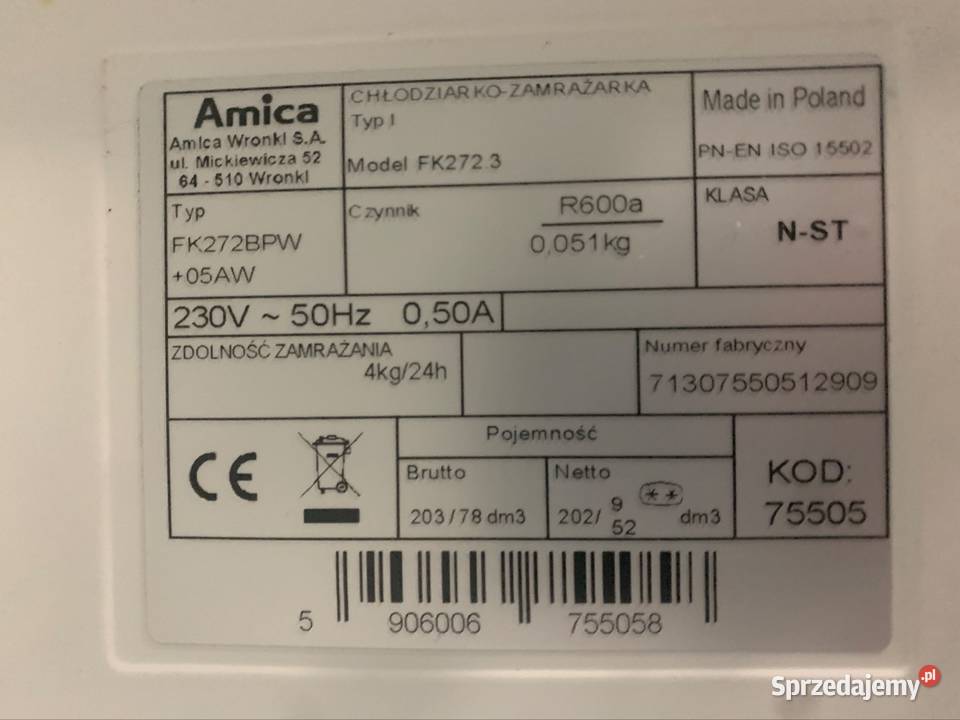 Amica
Amica Wronki S.A.
ul. Mickiewicza 52
64 - 510 Wronki
CHŁODZIARKO-ZAMRAŻARKA
Typ I
Model FK272.3
Made in Poland
PN-EN ISO 15502
Typ
FK272BPW
+05AW
Czynnik
R600a
0,051kg
KLASA
N-ST
230V ~ 50Hz 0,50A
ZDOLNOŚĆ ZAMRAŻANIA
4kg/24h
Numer fabryczny
71307550512909
CE
Pojemność
Brutto
203/78 dm3
Netto
202/ 9 ** dm3
52
KOD:
75505
5 906006 755058
Sprzedajemy.pl